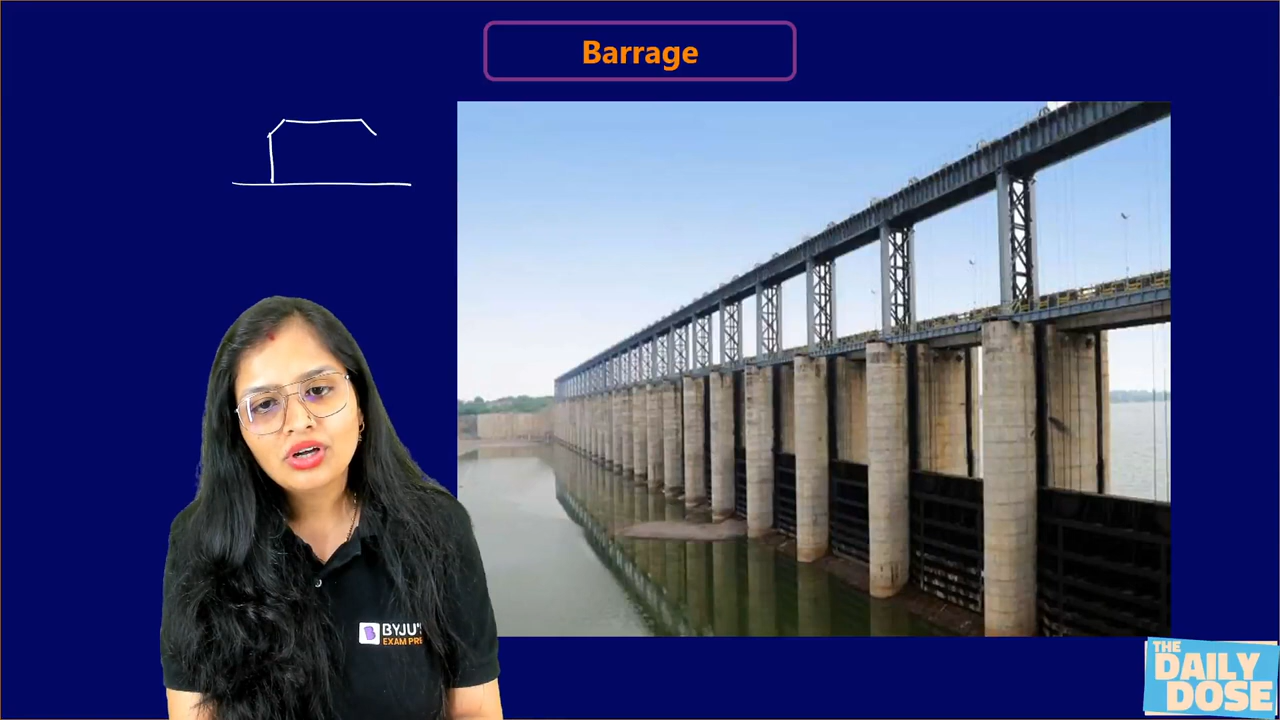 Barrage
BYJU'S
EXAM PREP
THE
DAILY
DOSE